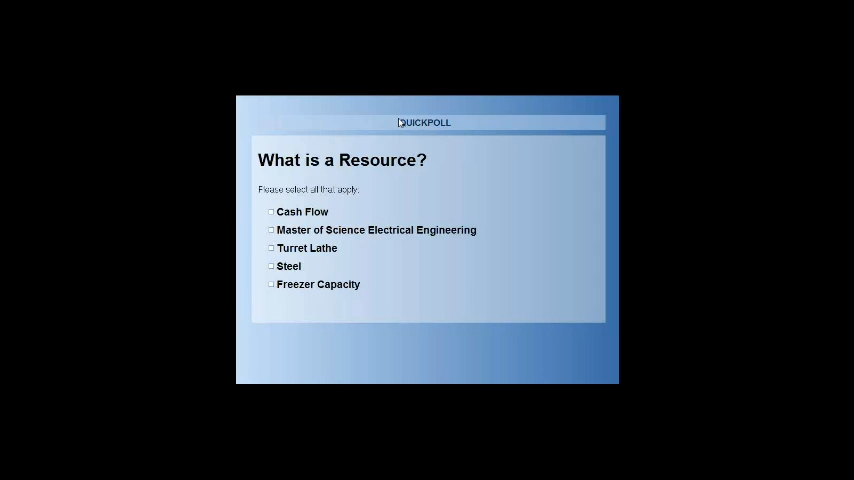 QUICKPOLL
What is a Resource?
Please select all that apply:
Cash Flow
Master of Science Electrical Engineering
Turret Lathe
Steel
Freezer Capacity